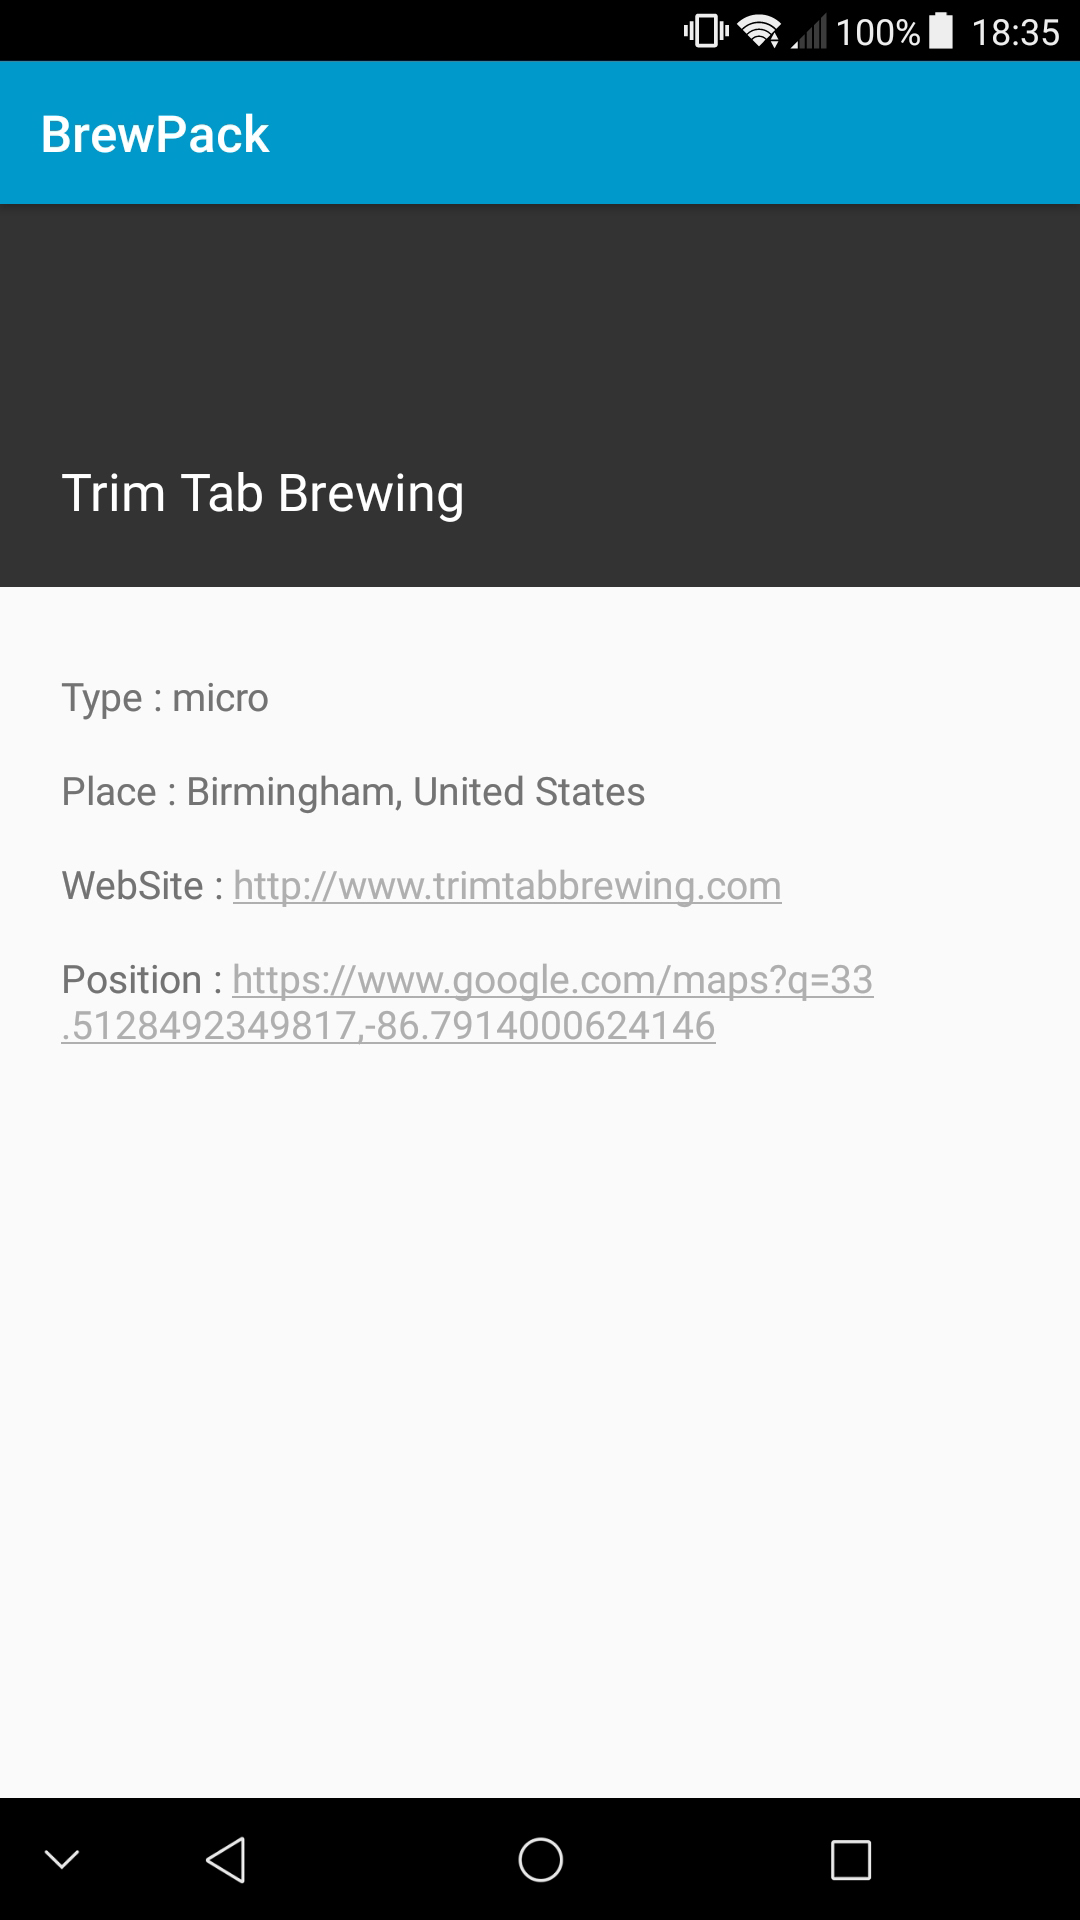 100% 18:35
BrewPack
Trim Tab Brewing
Type : micro
Place : Birmingham, United States
WebSite : http://www.trimtabbrewing.com
Position : https://www.google.com/maps?q=33
.5128492349817,-86.7914000624146